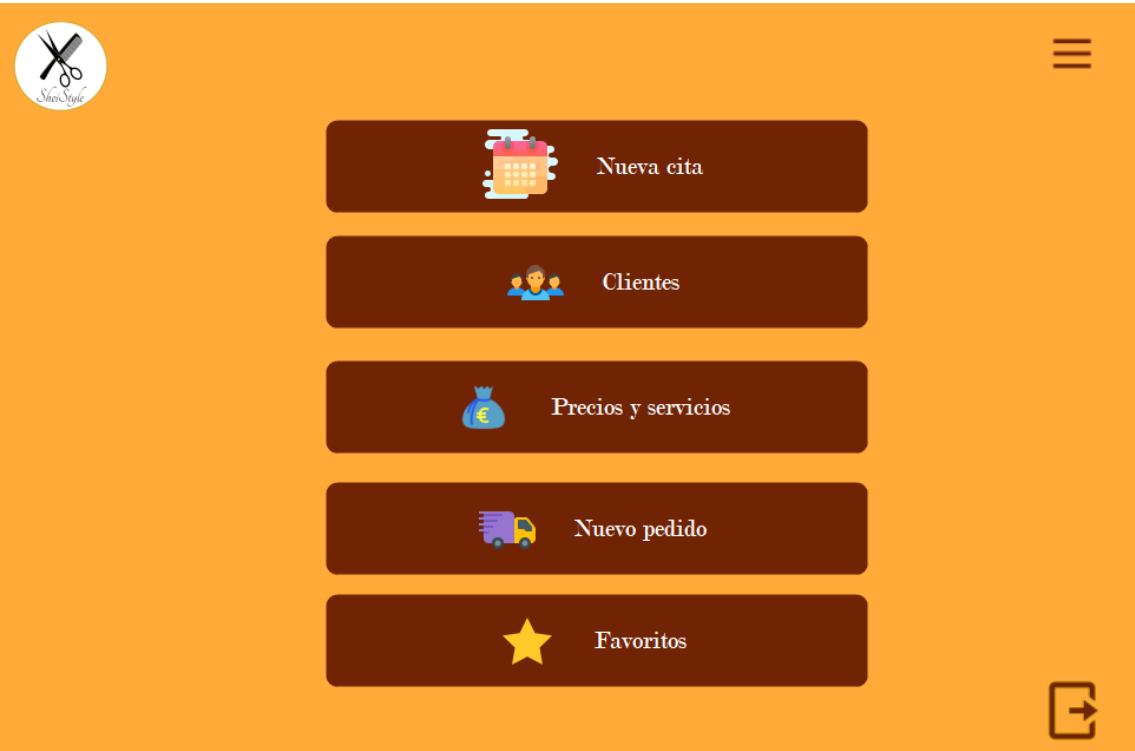 SheiStyle
Nueva cita
Clientes
€
Precios y servicios
Nuevo pedido
Favoritos